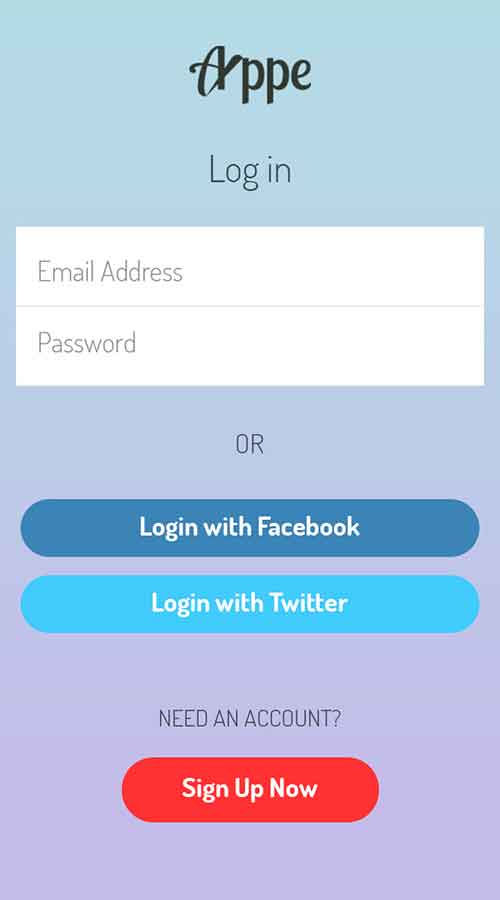 Appe
Log in
Email Address
Password
OR
Login with Facebook
Login with Twitter
NEED AN ACCOUNT?
Sign Up Now